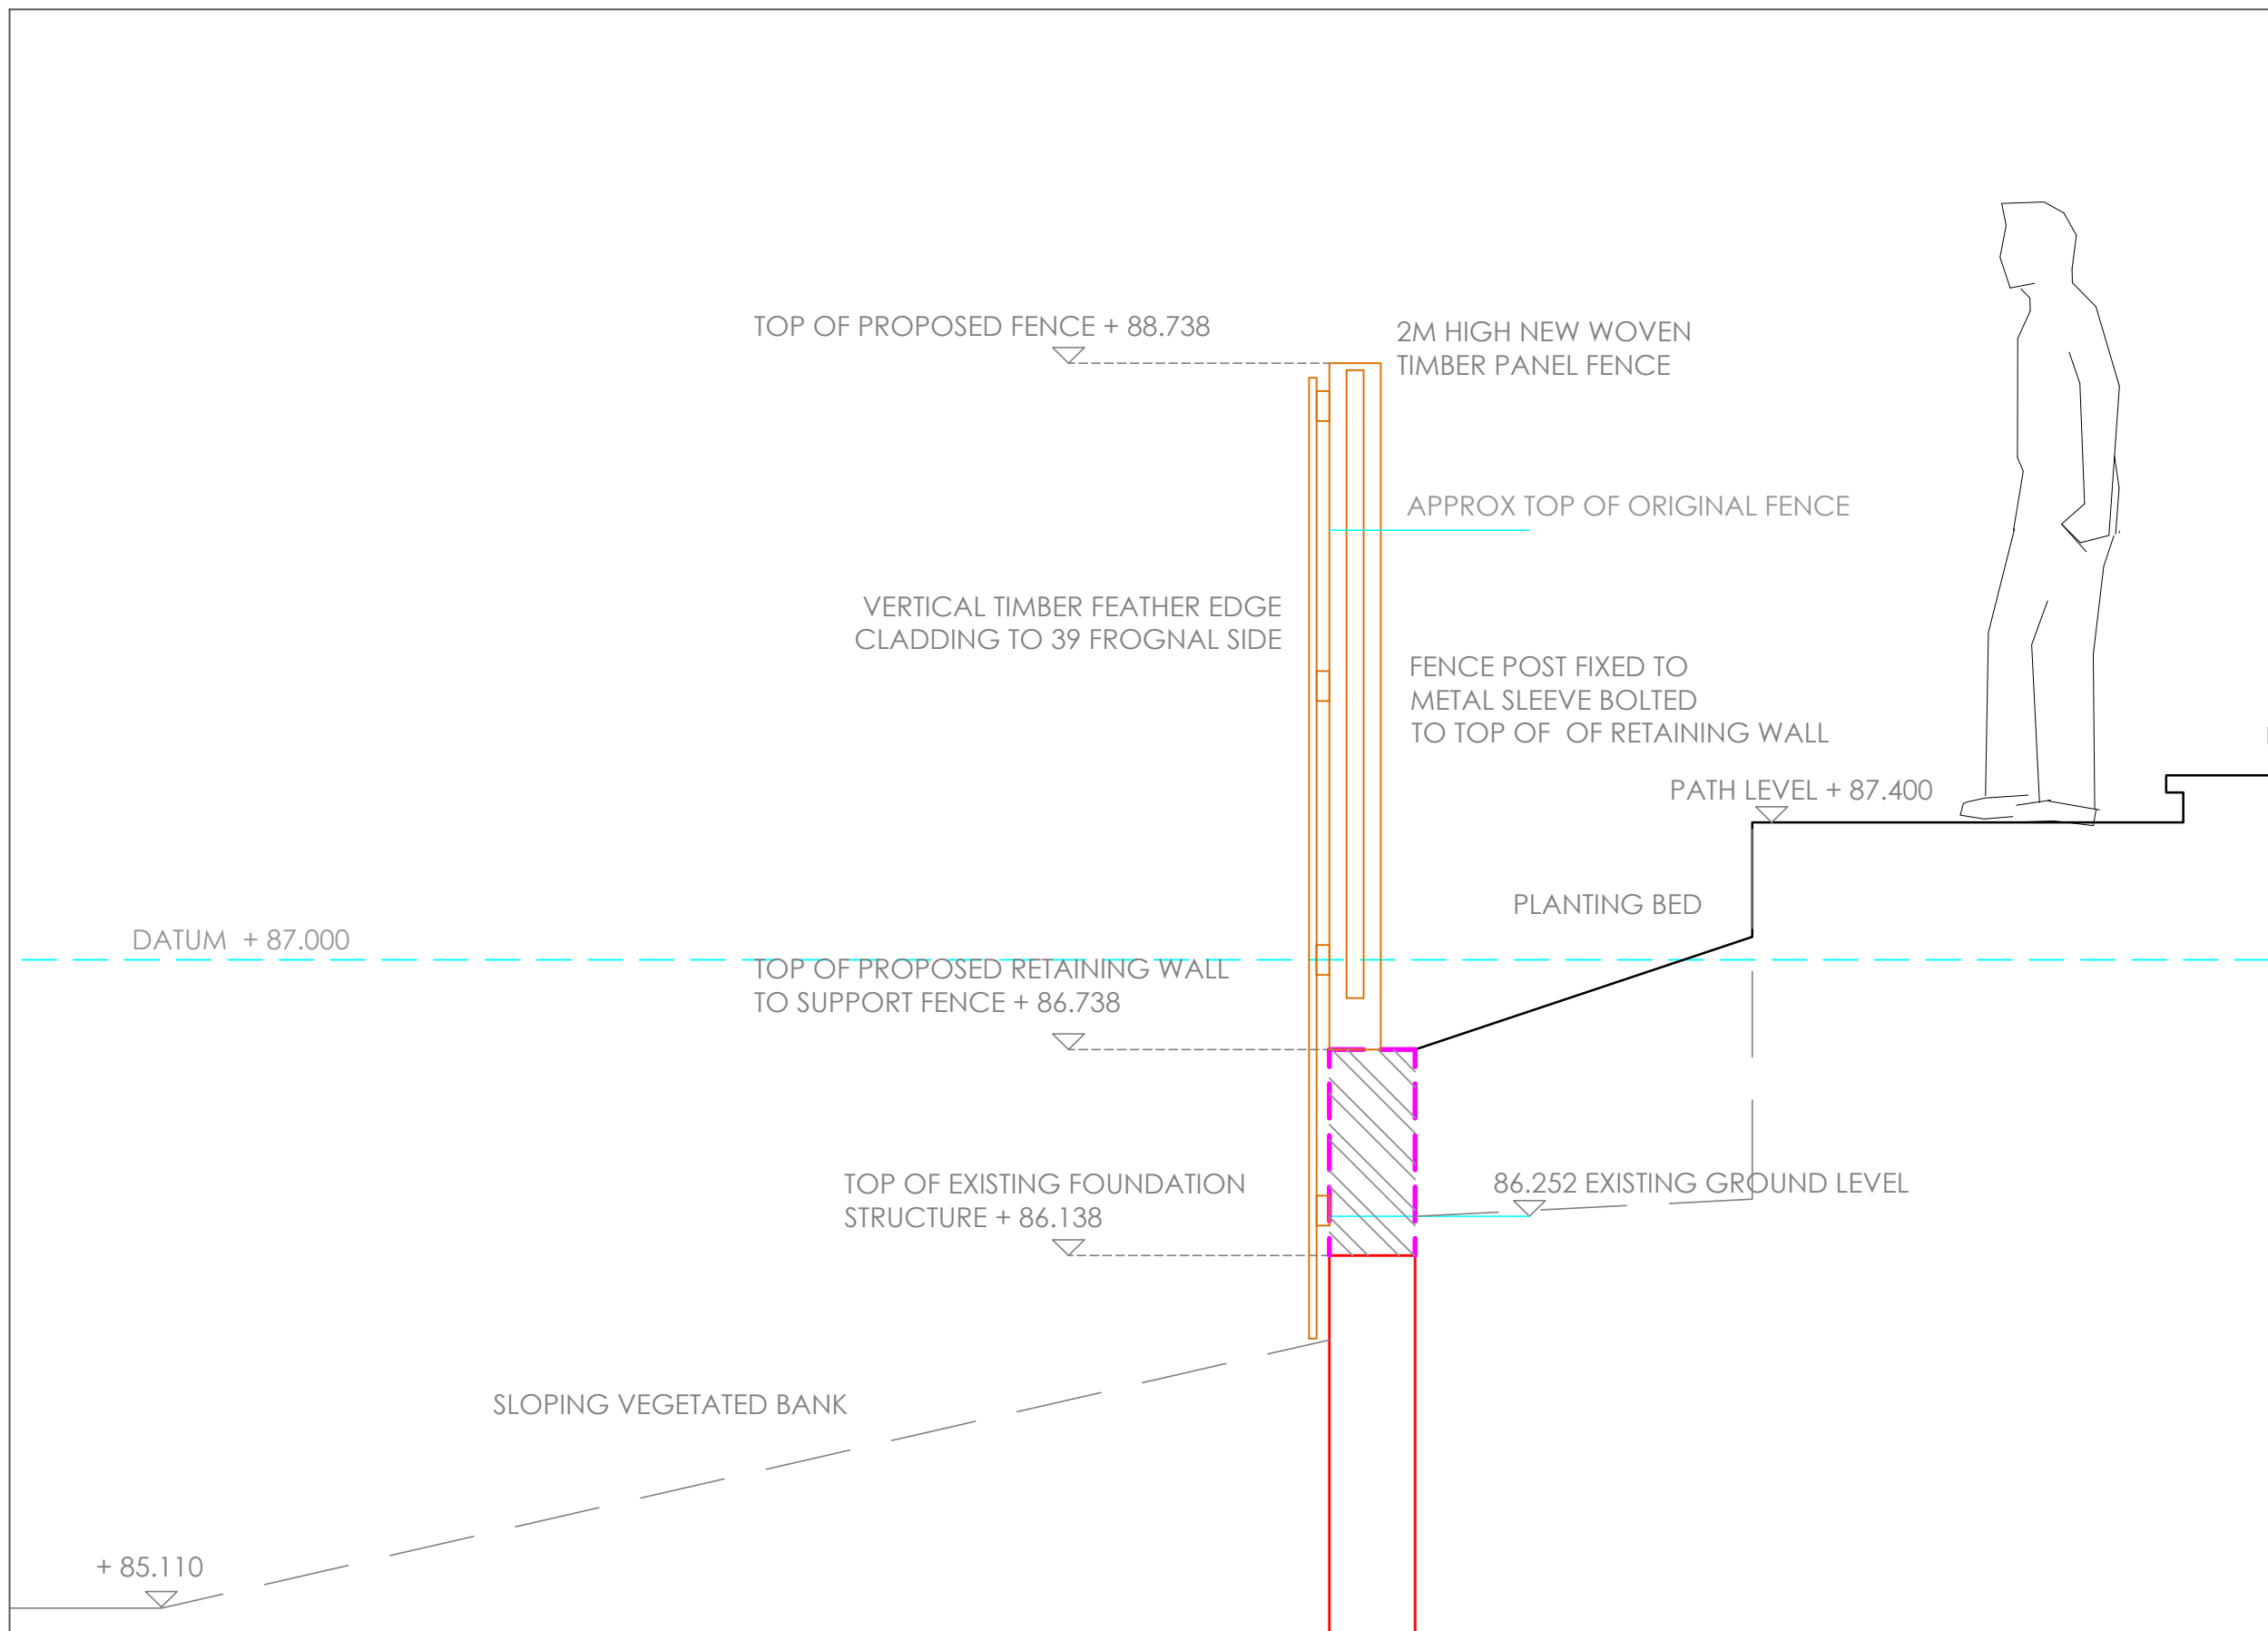 TOP OF PROPOSED FENCE + 88.738
2M HIGH NEW WOVEN
TIMBER PANEL FENCE
APPROX TOP OF ORIGINAL FENCE
VERTICAL TIMBER FEATHER EDGE
CLADDING TO 39 FROGNAL SIDE
FENCE POST FIXED TO
METAL SLEEVE BOLTED
TO TOP OF OF RETAINING WALL
PATH LEVEL + 87.400
PLANTING BED
DATUM + 87.000
TOP OF PROPOSED RETAINING WALL
TO SUPPORT FENCE + 86.738
TOP OF EXISTING FOUNDATION
STRUCTURE + 86.138
86.252 EXISTING GROUND LEVEL
SLOPING VEGETATED BANK
+ 85.110